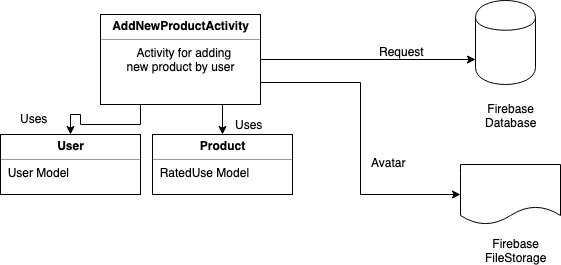 AddNewProductActivity
Activity for adding
new product by user
Request
Firebase
Database
Uses
Uses
User
User Model
Product
RatedUse Model
Avatar
Firebase
FileStorage